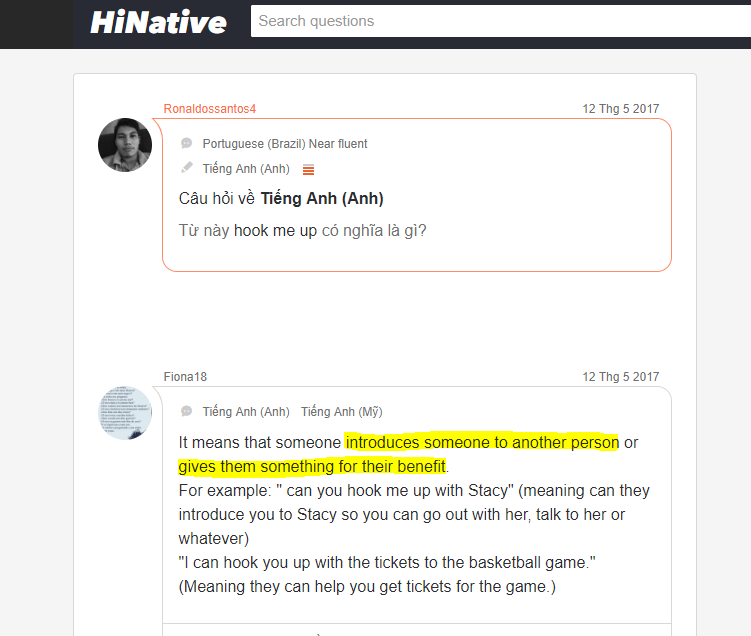 HiNative
Search questions
Ronaldossantos4
12 Thg 5 2017
Portuguese (Brazil) Near fluent
Tiếng Anh (Anh)
Câu hỏi về Tiếng Anh (Anh)
Từ này hook me up có nghĩa là gì?
Fiona18
12 Thg 5 2017
Tiếng Anh (Anh) Tiếng Anh (Mỹ)
It means that someone introduces someone to another person or
gives them something for their benefit.
For example: " can you hook me up with Stacy" (meaning can they
introduce you to Stacy so you can go out with her, talk to her or
whatever)
"I can hook you up with the tickets to the basketball game."
(Meaning they can help you get tickets for the game.)